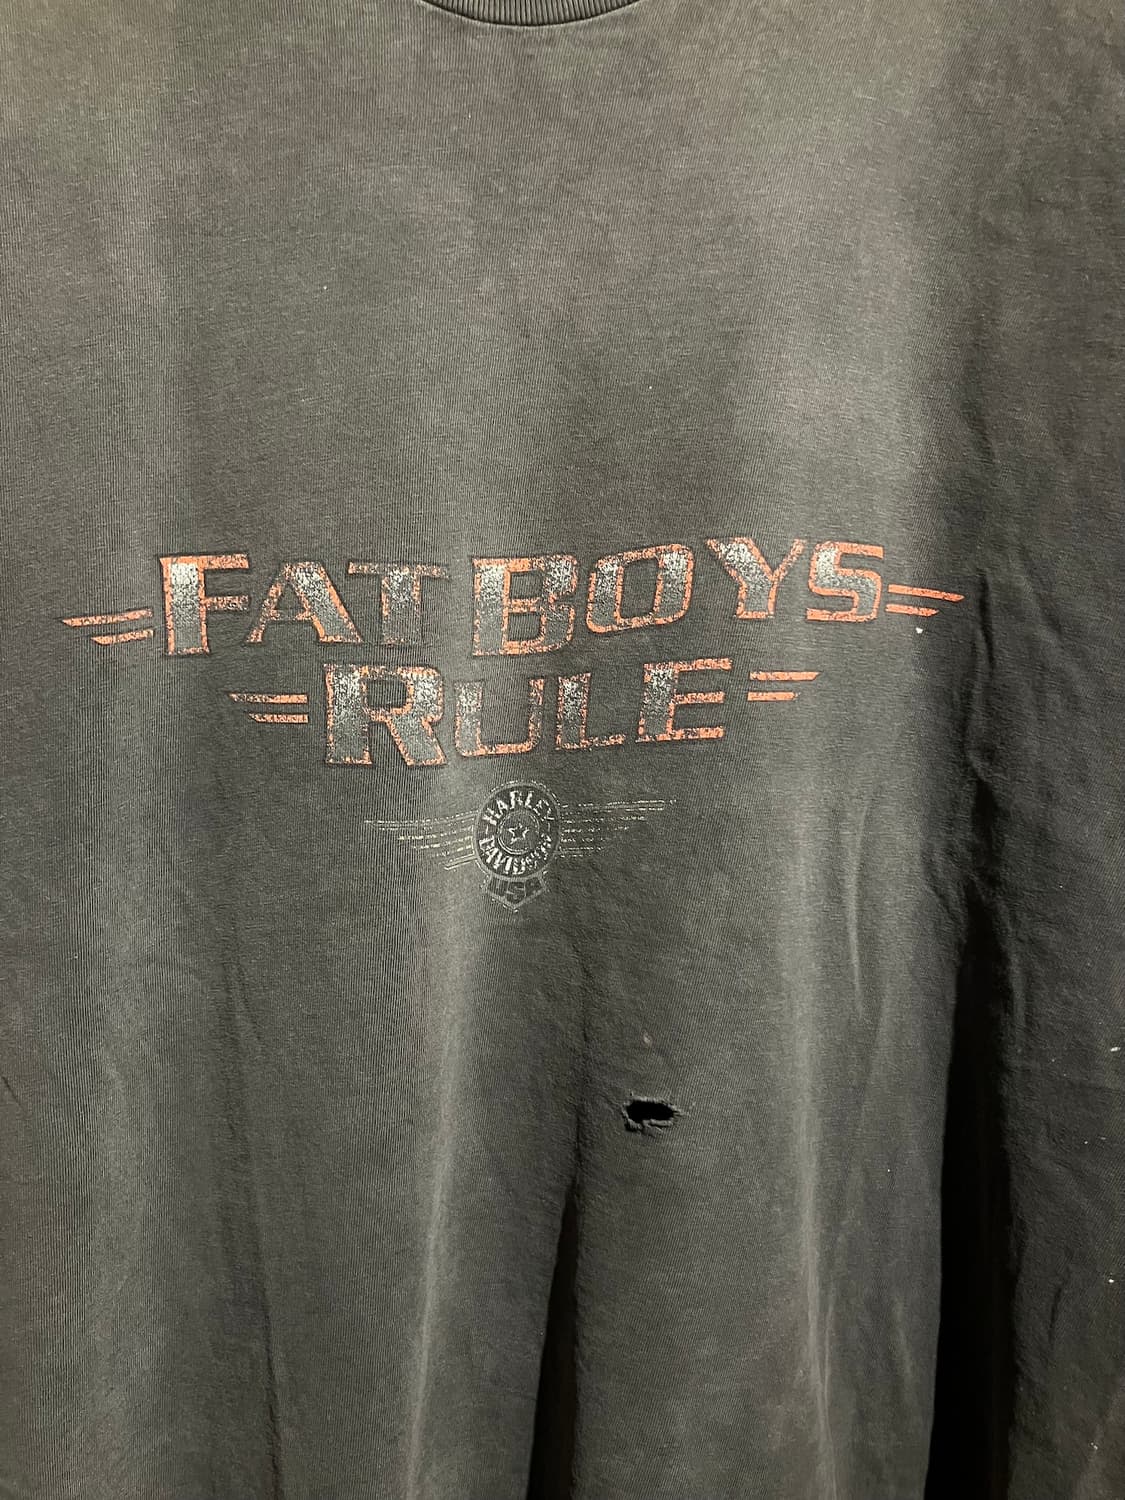 FAT BOYS
RULE
HARLEY
DAVIDSON
USA